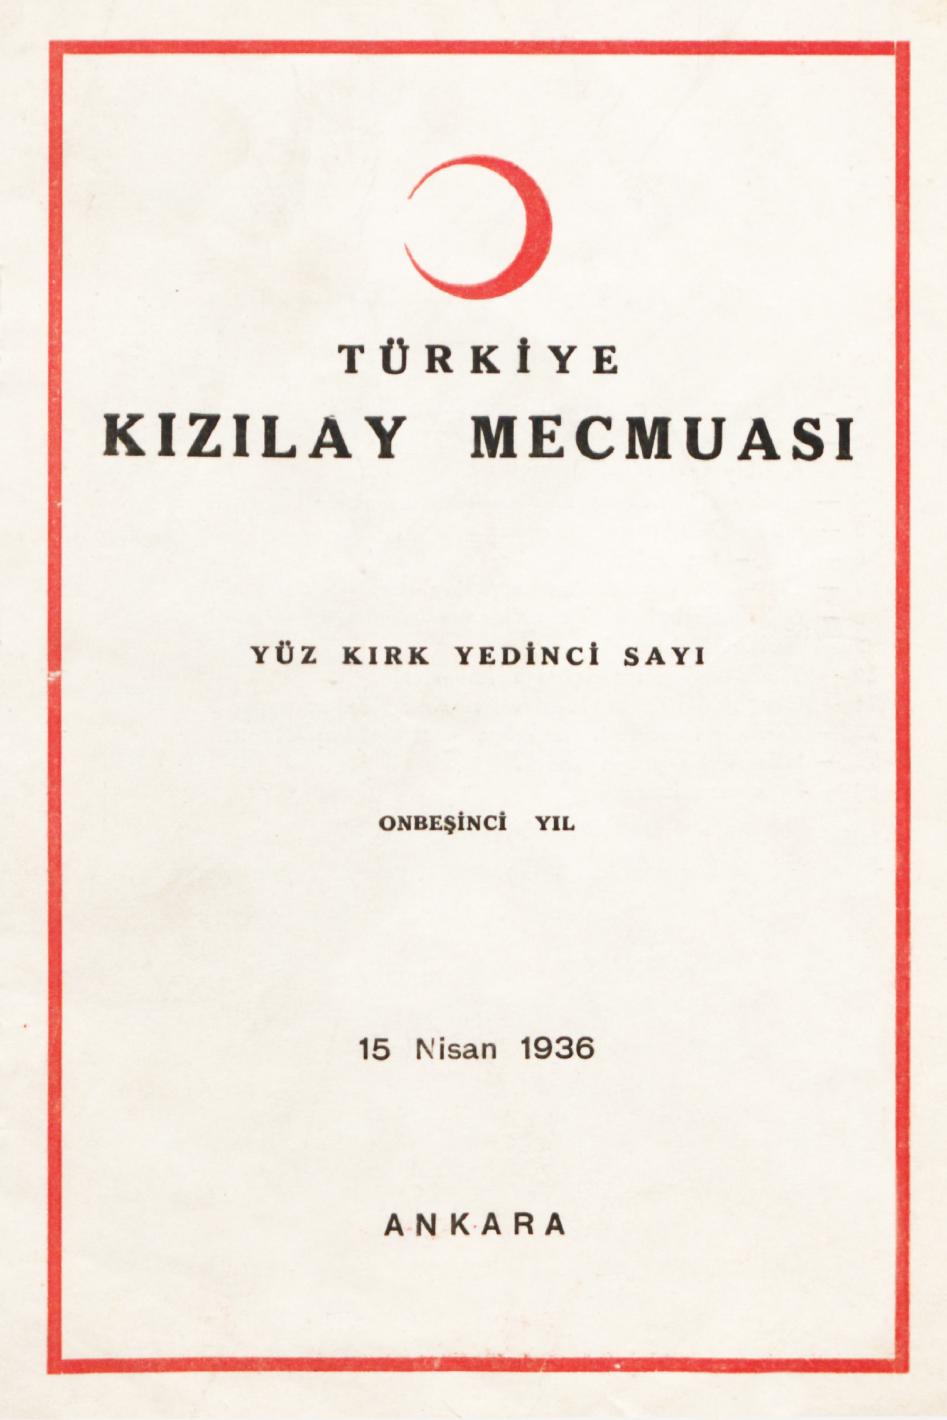 TÜRKİYE
KIZILAY MECMUASI
YÜZ KIRK YEDİNCİ SAYI
ONBEŞİNCİ YIL
15 Nisan 1936
ANKARA